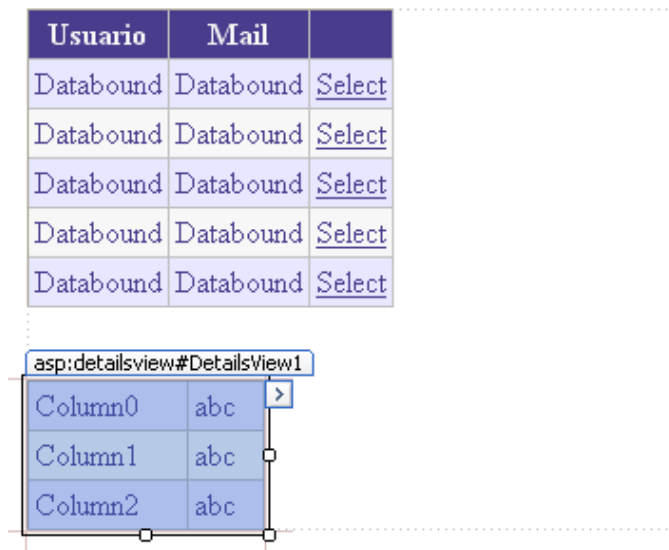 Usuario Mail
Databound Databound Select
Databound Databound Select
Databound Databound Select
Databound Databound Select
Databound Databound Select
asp:detailsview#DetailsView1
Column0 abc
Column1 abc
Column2 abc